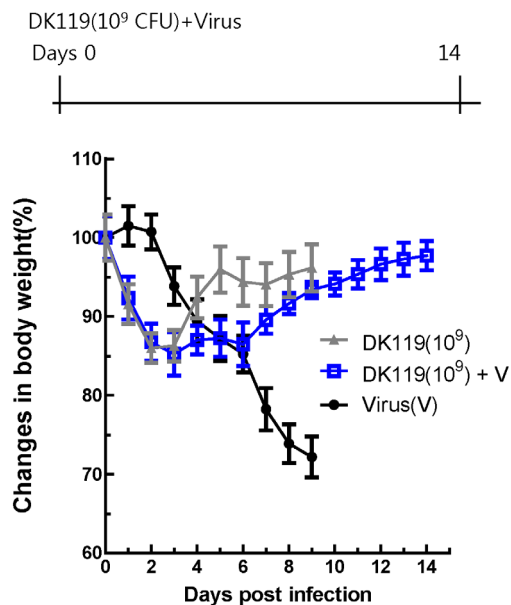 DK119(10⁹ CFU)+Virus
Days 0 14
110
100
90
80
70
60
Changes in body weight(%)
0 2 4 6 8 10 12 14
Days post infection
DK119(10⁹)
DK119(10⁹) + V
Virus(V)